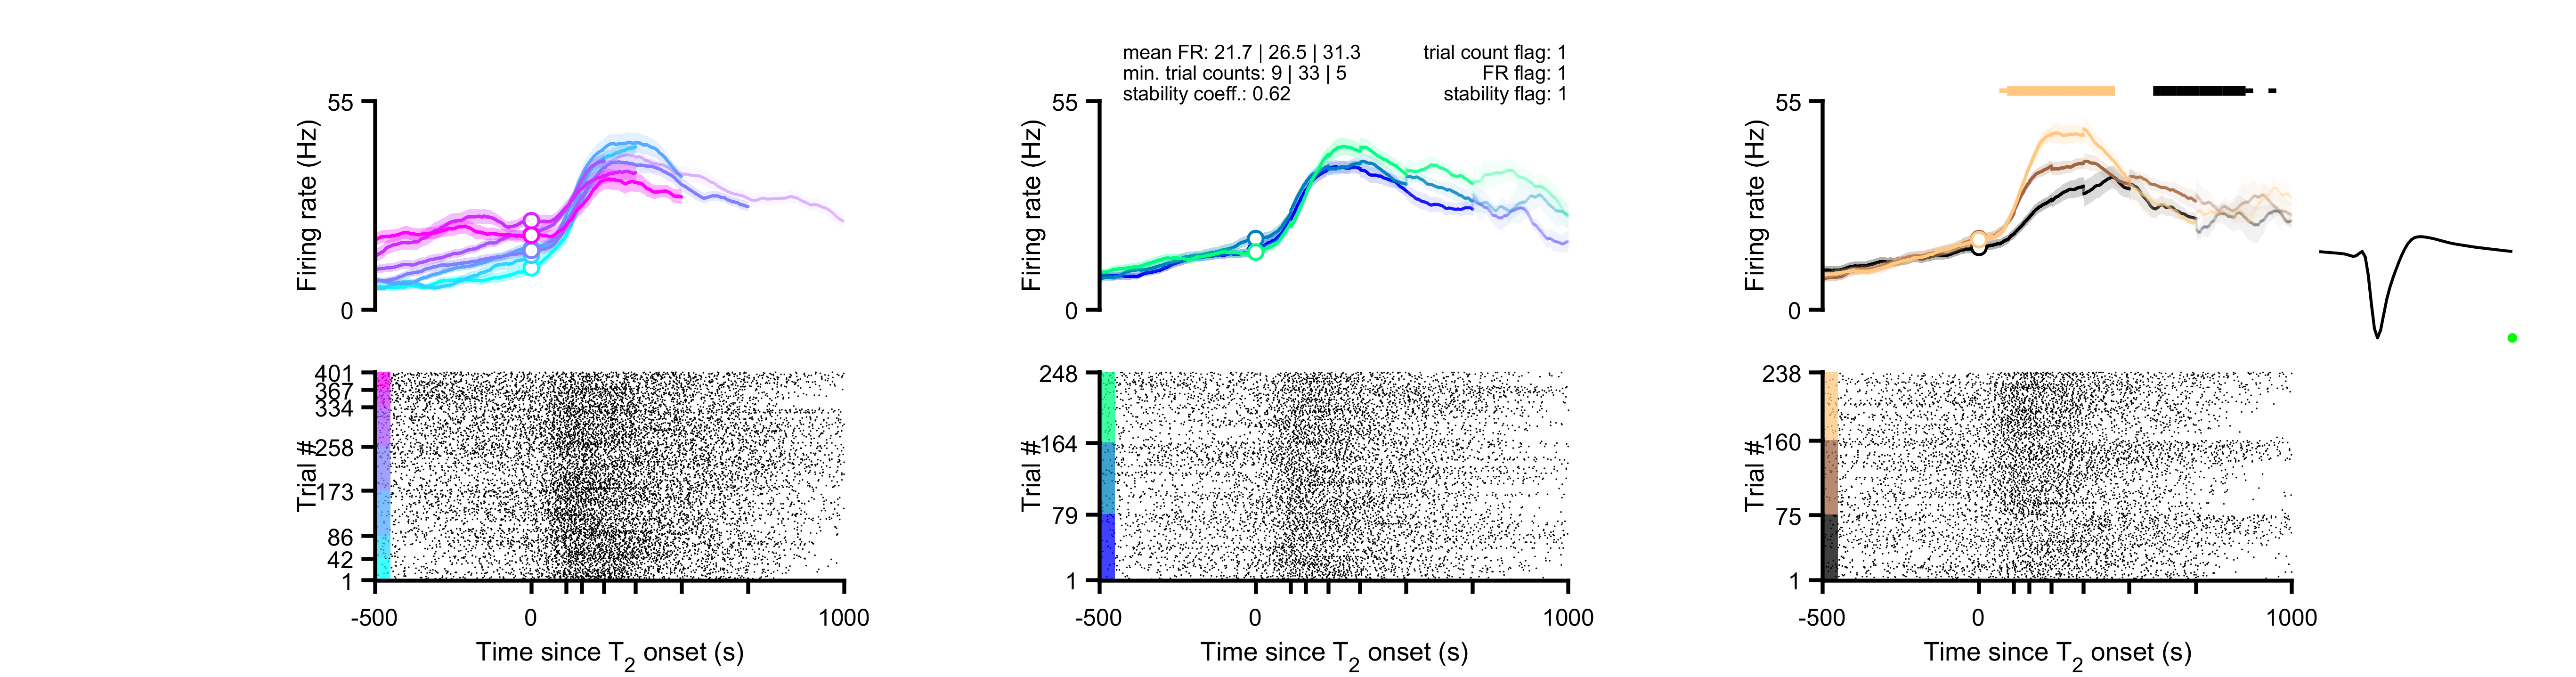 mean FR: 21.7 | 26.5 | 31.3
trial count flag: 1
min. trial counts: 9 | 33 | 5
FR flag: 1
stability coeff.: 0.62
stability flag: 1
55
Firing rate (Hz)
0
55
Firing rate (Hz)
0
55
Firing rate (Hz)
0
401
367
334
258
173
86
42
1
Trial #
-500
0
1000
Time since T2 onset (s)
248
164
79
1
Trial #
-500
0
1000
Time since T2 onset (s)
238
160
75
1
Trial #
-500
0
1000
Time since T2 onset (s)